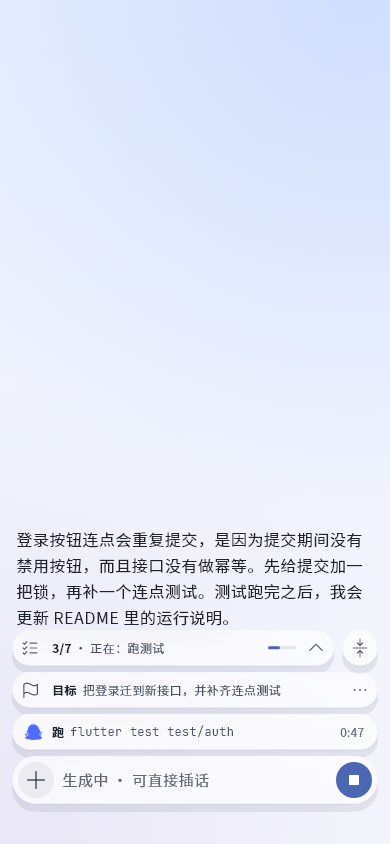 登录按钮连点会重复提交，是因为提交期间没有
禁用按钮，而且接口没有做幂等。先给提交加一
把锁，再补一个连点测试。测试跑完之后，我会
更新 README 里的运行说明。
3/7 · 正在：跑测试
目标 把登录迁到新接口，并补齐连点测试
跑 flutter test test/auth 0:47
生成中 · 可直接插话